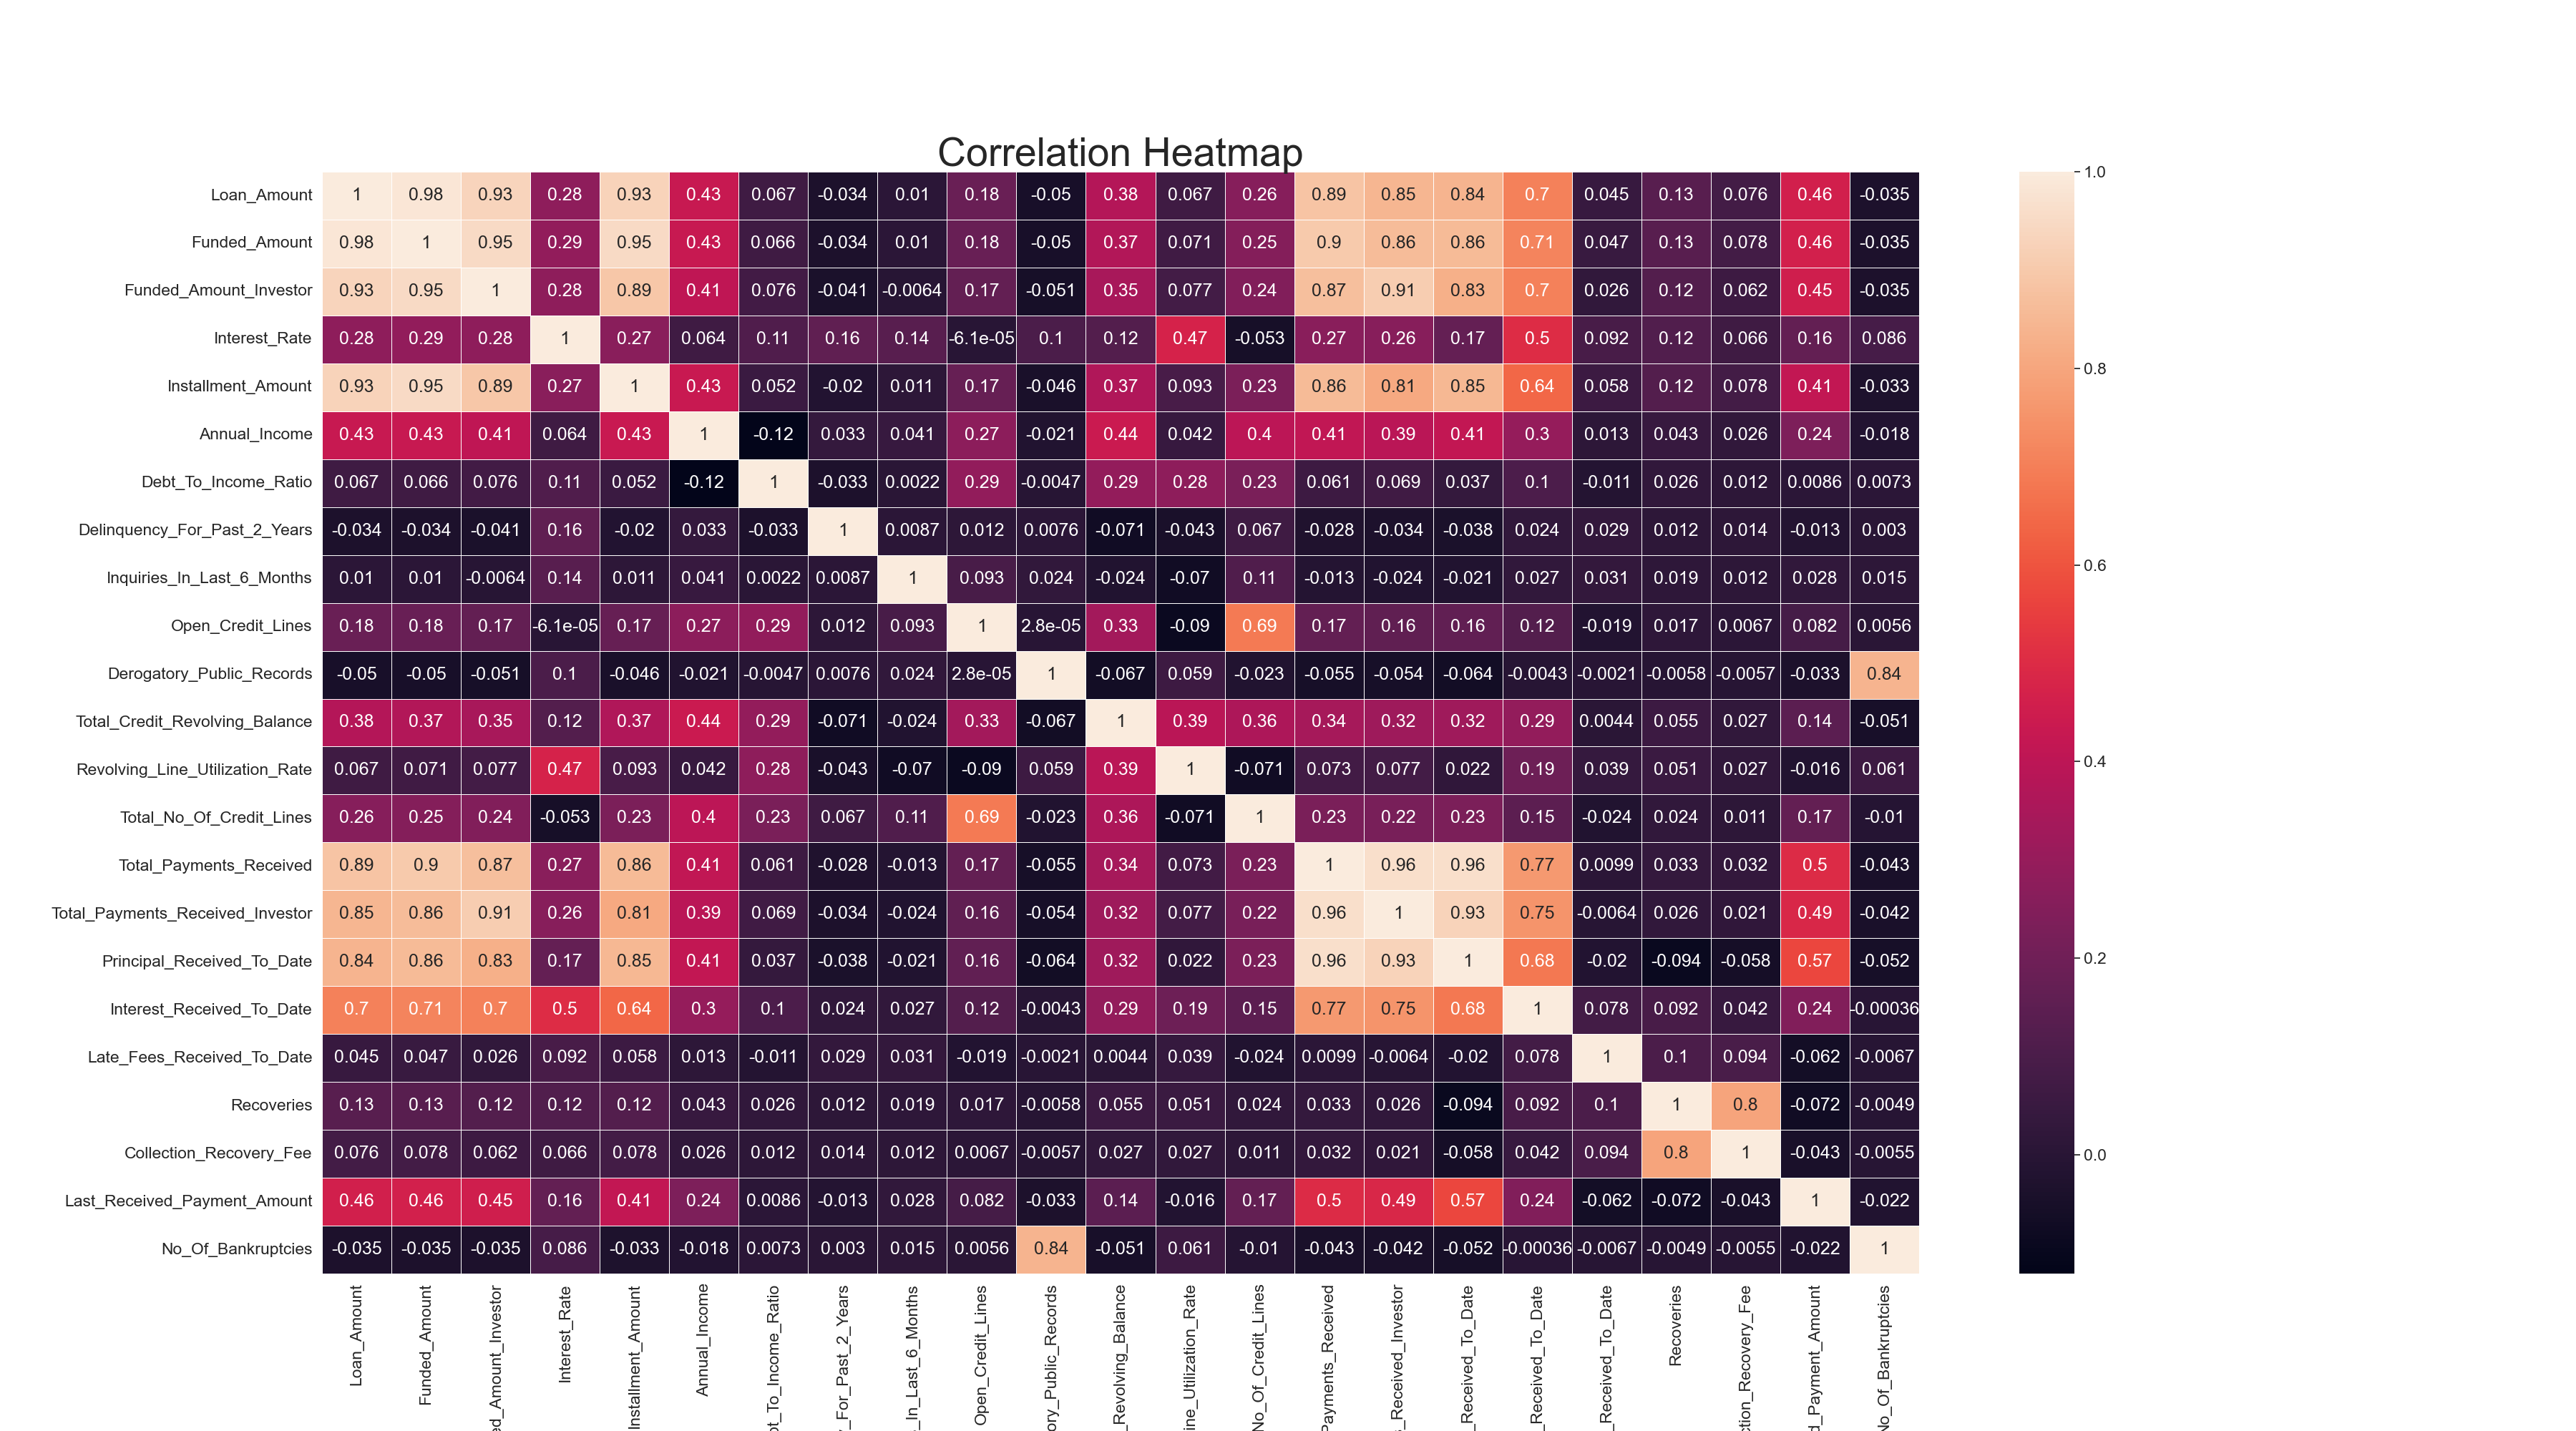 Correlation Heatmap
Loan_Amount 1 0.98 0.93 0.28 0.93 0.43 0.067 -0.034 0.01 0.18 -0.05 0.38 0.067 0.26 0.89 0.85 0.84 0.7 0.045 0.13 0.076 0.46 -0.035 1.0
Funded_Amount 0.98 1 0.95 0.29 0.95 0.43 0.066 -0.034 0.01 0.18 -0.05 0.37 0.071 0.25 0.9 0.86 0.86 0.71 0.047 0.13 0.078 0.46 -0.035
Funded_Amount_Investor 0.93 0.95 1 0.28 0.89 0.41 0.076 -0.041 -0.0064 0.17 -0.051 0.35 0.077 0.24 0.87 0.91 0.83 0.7 0.026 0.12 0.062 0.45 -0.035
Interest_Rate 0.28 0.29 0.28 1 0.27 0.064 0.11 0.16 0.14 -6.1e-05 0.1 0.12 0.47 -0.053 0.27 0.26 0.17 0.5 0.092 0.12 0.066 0.16 0.086
Installment_Amount 0.93 0.95 0.89 0.27 1 0.43 0.052 -0.02 0.011 0.17 -0.046 0.37 0.093 0.23 0.86 0.81 0.85 0.64 0.058 0.12 0.078 0.41 -0.033 0.8
Annual_Income 0.43 0.43 0.41 0.064 0.43 1 -0.12 0.033 0.041 0.27 -0.021 0.44 0.042 0.4 0.41 0.39 0.41 0.3 0.013 0.043 0.026 0.24 -0.018
Debt_To_Income_Ratio 0.067 0.066 0.076 0.11 0.052 -0.12 1 -0.033 0.0022 0.29 -0.0047 0.29 0.28 0.23 0.061 0.069 0.037 0.1 -0.011 0.026 0.012 0.0086 0.0073
Delinquency_For_Past_2_Years -0.034 -0.034 -0.041 0.16 -0.02 0.033 -0.033 1 0.0087 0.012 0.0076 -0.071 -0.043 0.067 -0.028 -0.034 -0.038 0.024 0.029 0.012 0.014 -0.013 0.003
Inquiries_In_Last_6_Months 0.01 0.01 -0.0064 0.14 0.011 0.041 0.0022 0.0087 1 0.093 0.024 -0.024 -0.07 0.11 -0.013 -0.024 -0.021 0.027 0.031 0.019 0.012 0.028 0.015 0.6
Open_Credit_Lines 0.18 0.18 0.17 -6.1e-05 0.17 0.27 0.29 0.012 0.093 1 2.8e-05 0.33 -0.09 0.69 0.17 0.16 0.16 0.12 -0.019 0.017 0.0067 0.082 0.0056
Derogatory_Public_Records -0.05 -0.05 -0.051 0.1 -0.046 -0.021 -0.0047 0.0076 0.024 2.8e-05 1 -0.067 0.059 -0.023 -0.055 -0.054 -0.064 -0.0043 -0.0021 -0.0058 -0.0057 -0.033 0.84
Total_Credit_Revolving_Balance 0.38 0.37 0.35 0.12 0.37 0.44 0.29 -0.071 -0.024 0.33 -0.067 1 0.39 0.36 0.34 0.32 0.32 0.29 0.0044 0.055 0.027 0.14 -0.051
Revolving_Line_Utilization_Rate 0.067 0.071 0.077 0.47 0.093 0.042 0.28 -0.043 -0.07 -0.09 0.059 0.39 1 -0.071 0.073 0.077 0.022 0.19 0.039 0.051 0.027 -0.016 0.061 0.4
Total_No_Of_Credit_Lines 0.26 0.25 0.24 -0.053 0.23 0.4 0.23 0.067 0.11 0.69 -0.023 0.36 -0.071 1 0.23 0.22 0.23 0.15 -0.024 0.024 0.011 0.17 -0.01
Total_Payments_Received 0.89 0.9 0.87 0.27 0.86 0.41 0.061 -0.028 -0.013 0.17 -0.055 0.34 0.073 0.23 1 0.96 0.96 0.77 0.0099 0.033 0.032 0.5 -0.043
Total_Payments_Received_Investor 0.85 0.86 0.91 0.26 0.81 0.39 0.069 -0.034 -0.024 0.16 -0.054 0.32 0.077 0.22 0.96 1 0.93 0.75 -0.0064 0.026 0.021 0.49 -0.042
Principal_Received_To_Date 0.84 0.86 0.83 0.17 0.85 0.41 0.037 -0.038 -0.021 0.16 -0.064 0.32 0.022 0.23 0.96 0.93 1 0.68 -0.02 -0.094 -0.058 0.57 -0.052 0.2
Interest_Received_To_Date 0.7 0.71 0.7 0.5 0.64 0.3 0.1 0.024 0.027 0.12 -0.0043 0.29 0.19 0.15 0.77 0.75 0.68 1 0.078 0.092 0.042 0.24 -0.00036
Late_Fees_Received_To_Date 0.045 0.047 0.026 0.092 0.058 0.013 -0.011 0.029 0.031 -0.019 -0.0021 0.0044 0.039 -0.024 0.0099 -0.0064 -0.02 0.078 1 0.1 0.094 -0.062 -0.0067
Recoveries 0.13 0.13 0.12 0.12 0.12 0.043 0.026 0.012 0.019 0.017 -0.0058 0.055 0.051 0.024 0.033 0.026 -0.094 0.092 0.1 1 0.8 -0.072 -0.0049
Collection_Recovery_Fee 0.076 0.078 0.062 0.066 0.078 0.026 0.012 0.014 0.012 0.0067 -0.0057 0.027 0.027 0.011 0.032 0.021 -0.058 0.042 0.094 0.8 1 -0.043 -0.0055 0.0
Last_Received_Payment_Amount 0.46 0.46 0.45 0.16 0.41 0.24 0.0086 -0.013 0.028 0.082 -0.033 0.14 -0.016 0.17 0.5 0.49 0.57 0.24 -0.062 -0.072 -0.043 1 -0.022
No_Of_Bankruptcies -0.035 -0.035 -0.035 0.086 -0.033 -0.018 0.0073 0.003 0.015 0.0056 0.84 -0.051 0.061 -0.01 -0.043 -0.042 -0.052 -0.00036 -0.0067 -0.0049 -0.0055 -0.022 1
Loan_Amount
Funded_Amount
ed_Amount_Investor
Interest_Rate
Installment_Amount
Annual_Income
ot_To_Income_Ratio
_For_Past_2_Years
_In_Last_6_Months
Open_Credit_Lines
ory_Public_Records
_Revolving_Balance
ine_Utilization_Rate
No_Of_Credit_Lines
Payments_Received
_Received_Investor
_Received_To_Date
_Received_To_Date
_Received_To_Date
Recoveries
ction_Recovery_Fee
d_Payment_Amount
No_Of_Bankruptcies